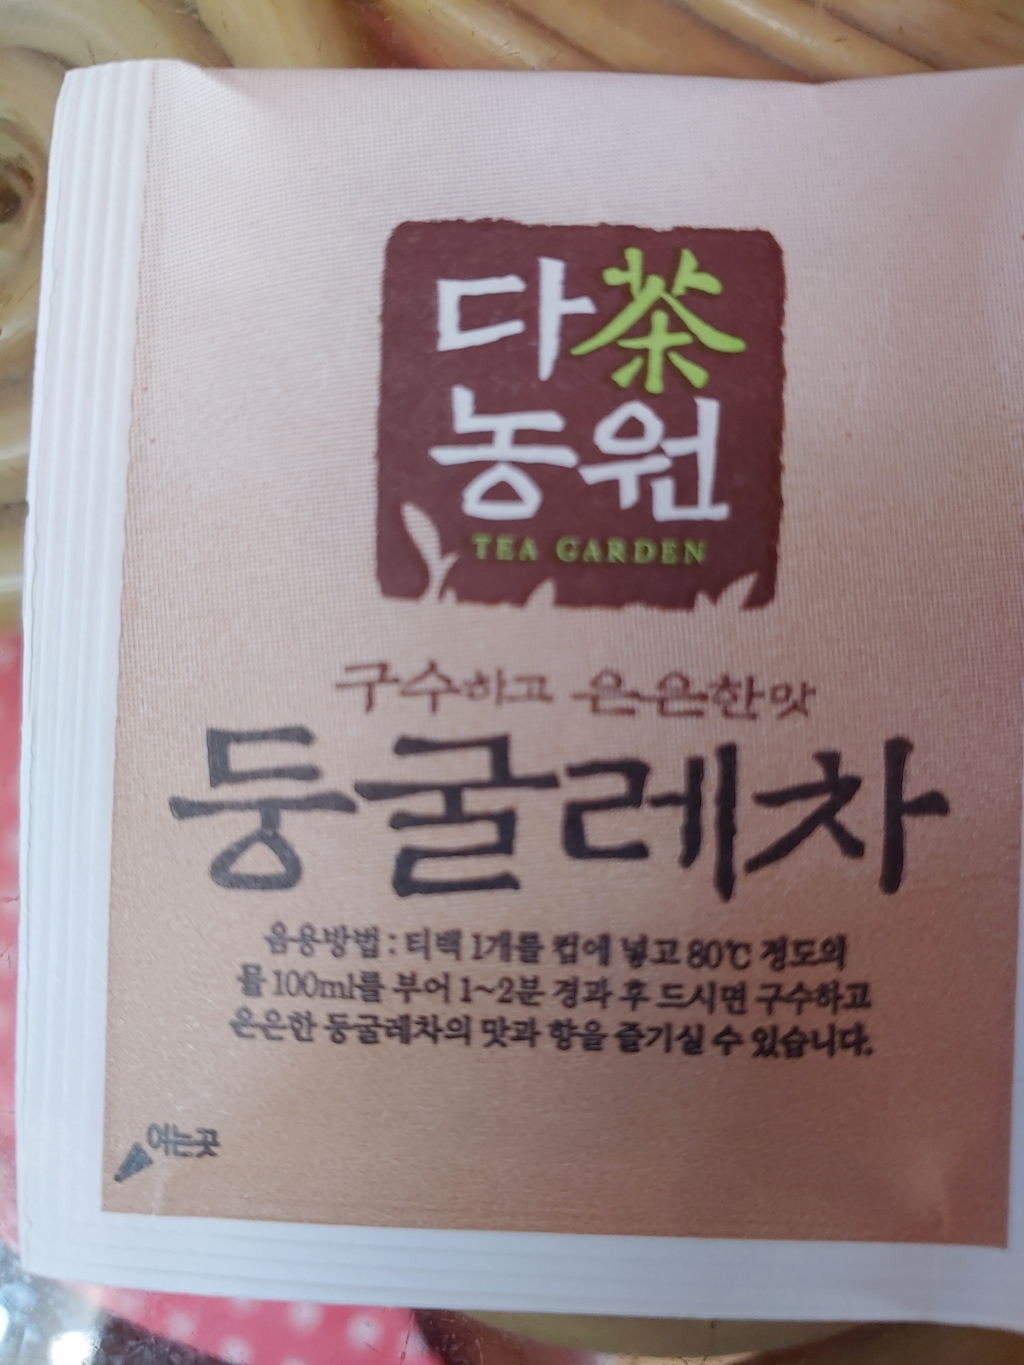 다茶
농원
TEA GARDEN
구수하고 은은한맛
둥굴레차
음용방법 : 티백 1개를 컵에 넣고 80℃ 정도의
물 100ml를 부어 1~2분 경과 후 드시면 구수하고
은은한 둥굴레차의 맛과 향을 즐기실 수 있습니다.
여는곳